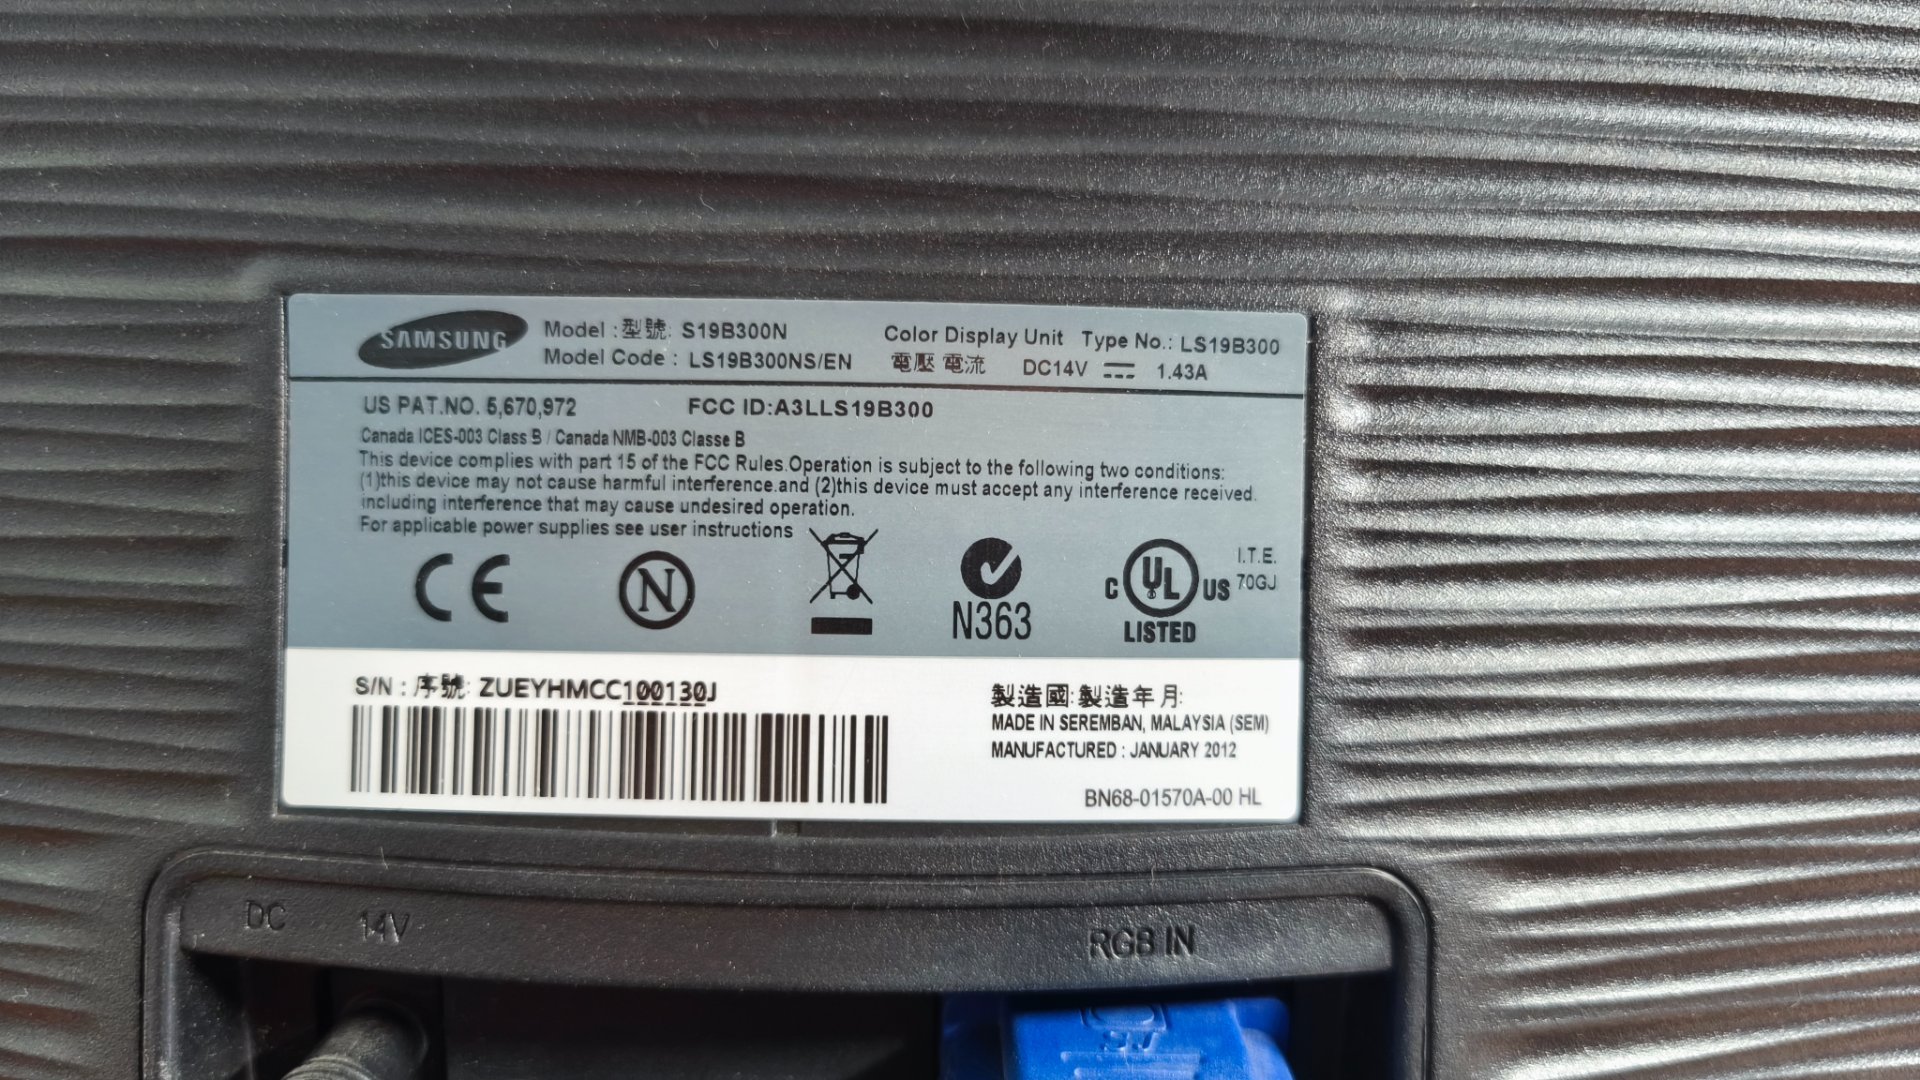 SAMSUNG
Model :型號: S19B300N
Color Display Unit Type No.: LS19B300
Model Code : LS19B300NS/EN
電壓 電流 DC14V 1.43A
US PAT.NO. 5,670,972 FCC ID:A3LLS19B300
Canada ICES-003 Class B / Canada NMB-003 Classe B
This device complies with part 15 of the FCC Rules.Operation is subject to the following two conditions:
(1)this device may not cause harmful interference.and (2)this device must accept any interference received.
including interference that may cause undesired operation.
For applicable power supplies see user instructions
CE
N
N363
C UL US
LISTED
I.T.E.
70GJ
S/N : 序號: ZUEYHMCC100130J
製造國:製造年月:
MADE IN SEREMBAN, MALAYSIA (SEM)
MANUFACTURED : JANUARY 2012
BN68-01570A-00 HL
DC 14V
RGB IN